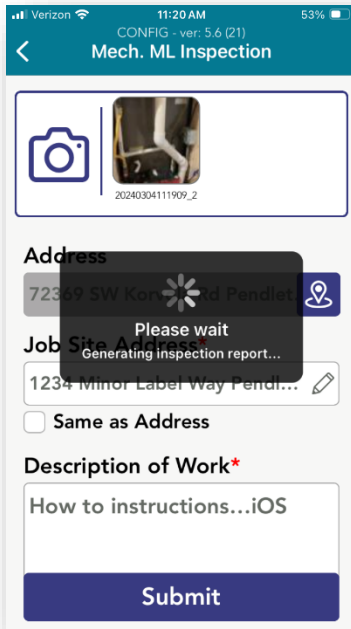 Verizon 11:20 AM 53%
CONFIG - ver: 5.6 (21)
Mech. ML Inspection
20240304111909_2
Address
72369 SW Kor Rd Pendlet
Please wait
Job Site Address*
Generating inspection report...
1234 Minor Label Way Pendl...
Same as Address
Description of Work*
How to instructions...iOS
Submit